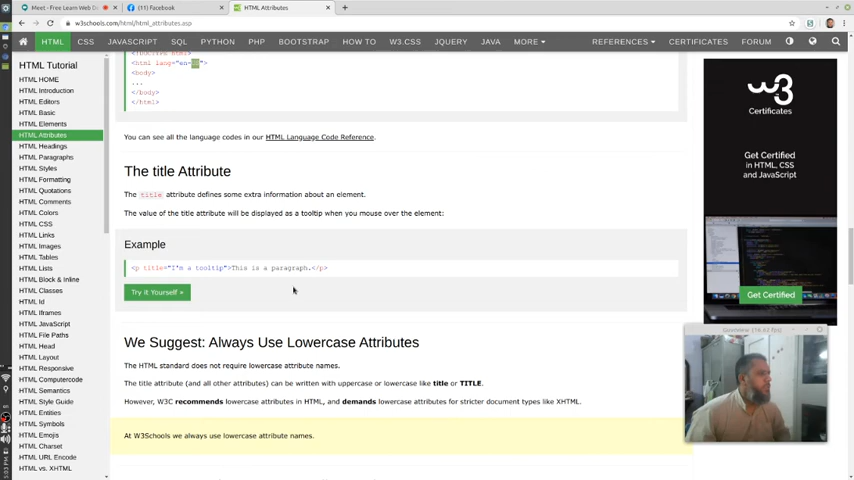 Meet - Free Learn Web D
(11) Facebook
HTML Attributes
w3schools.com/html/html_attributes.asp
HTML CSS JAVASCRIPT SQL PYTHON PHP BOOTSTRAP HOW TO W3.CSS JQUERY JAVA MORE REFERENCES CERTIFICATES FORUM
HTML Tutorial
HTML HOME
HTML Introduction
HTML Editors
HTML Basic
HTML Elements
HTML Attributes
HTML Headings
HTML Paragraphs
HTML Styles
HTML Formatting
HTML Quotations
HTML Comments
HTML Colors
HTML CSS
HTML Links
HTML Images
HTML Tables
HTML Lists
HTML Block & Inline
HTML Classes
HTML Id
HTML Iframes
HTML JavaScript
HTML File Paths
HTML Head
HTML Layout
HTML Responsive
HTML Computercode
HTML Semantics
HTML Style Guide
HTML Entities
HTML Symbols
HTML Emojis
HTML Charset
HTML URL Encode
HTML vs. XHTML
<!DOCTYPE html>
<html lang="en-
<body>
...
</body>
</html>
You can see all the language codes in our HTML Language Code Reference.
The title Attribute
The title attribute defines some extra information about an element.
The value of the title attribute will be displayed as a tooltip when you mouse over the element:
Example
<p title="I'm a tooltip">This is a paragraph.</p>
Try it Yourself »
We Suggest: Always Use Lowercase Attributes
The HTML standard does not require lowercase attribute names.
The title attribute (and all other attributes) can be written with uppercase or lowercase like title or TITLE.
However, W3C recommends lowercase attributes in HTML, and demands lowercase attributes for stricter document types like XHTML.
At W3Schools we always use lowercase attribute names.
w3
Certificates
Get Certified
in HTML, CSS
and JavaScript
Get Certified